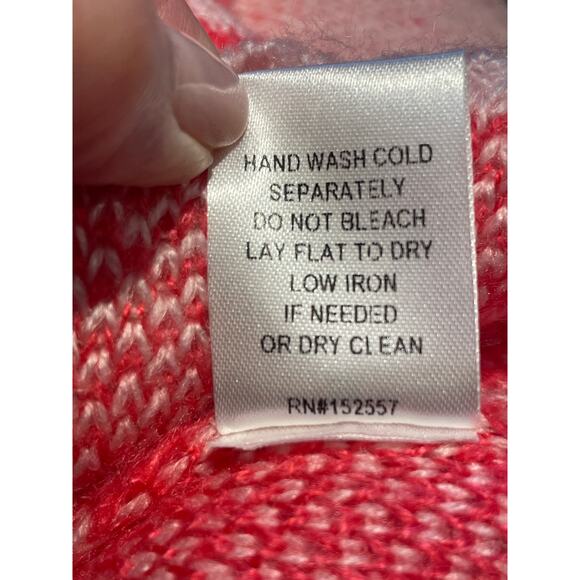 HAND WASH COLD
SEPARATELY
DO NOT BLEACH
LAY FLAT TO DRY
LOW IRON
IF NEEDED
OR DRY CLEAN
RN#152557